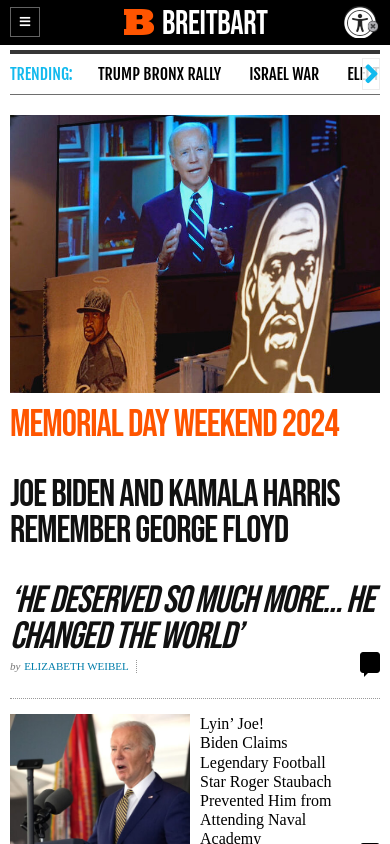 BREITBART
TRENDING:
TRUMP BRONX RALLY
ISRAEL WAR
MEMORIAL DAY WEEKEND 2024
JOE BIDEN AND KAMALA HARRIS
REMEMBER GEORGE FLOYD
‘HE DESERVED SO MUCH MORE… HE
CHANGED THE WORLD’
by ELIZABETH WEIBEL
Lyin’ Joe!
Biden Claims
Legendary Football
Star Roger Staubach
Prevented Him from
Attending Naval
Academy